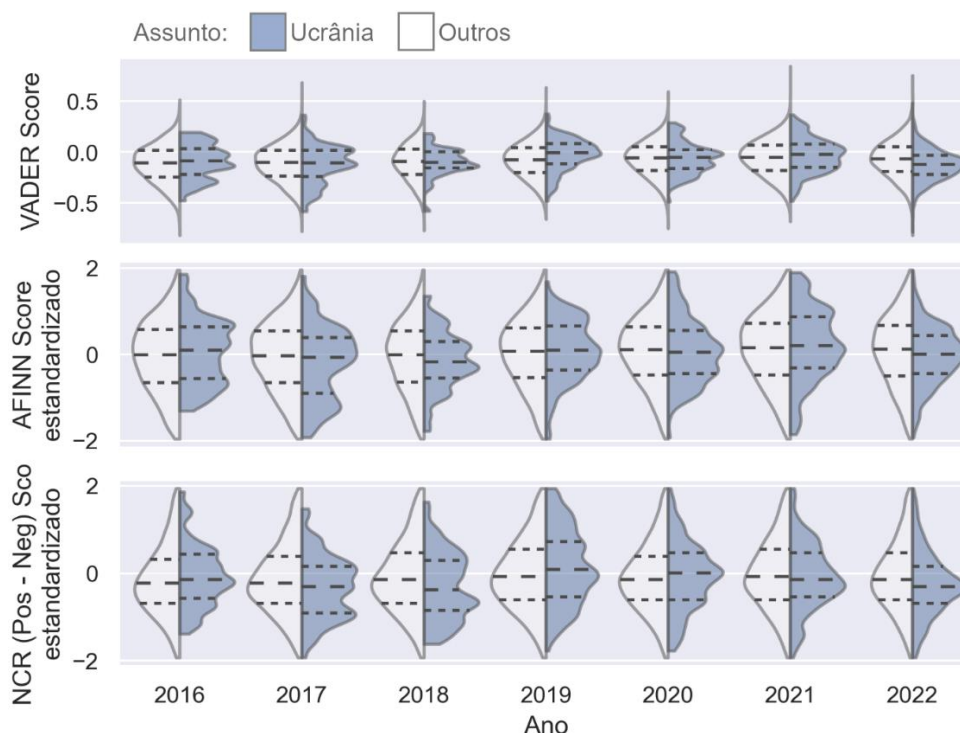 Assunto: Ucrânia Outros
VADER Score
0.5
0.0
−0.5
AFINN Score
estandardizado
2
0
−2
NCR (Pos - Neg) Sco
estandardizado
2
0
−2
2016 2017 2018 2019 2020 2021 2022
Ano